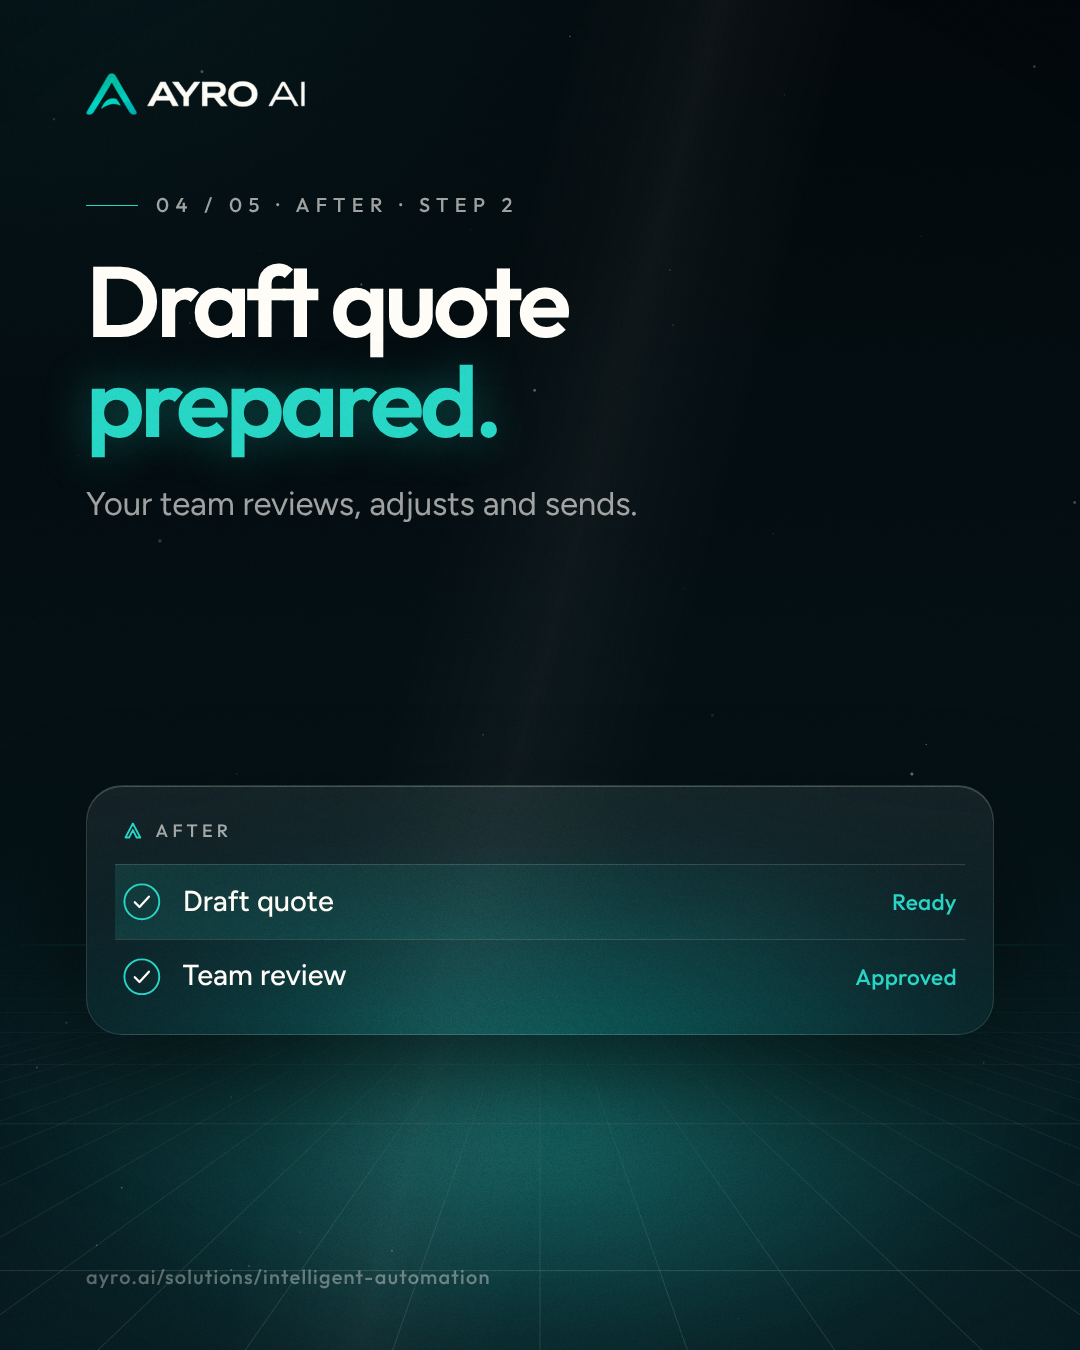 AYRO AI
04 / 05 · AFTER · STEP 2
Draft quote
prepared.
Your team reviews, adjusts and sends.
AFTER
Draft quote Ready
Team review Approved
ayro.ai/solutions/intelligent-automation